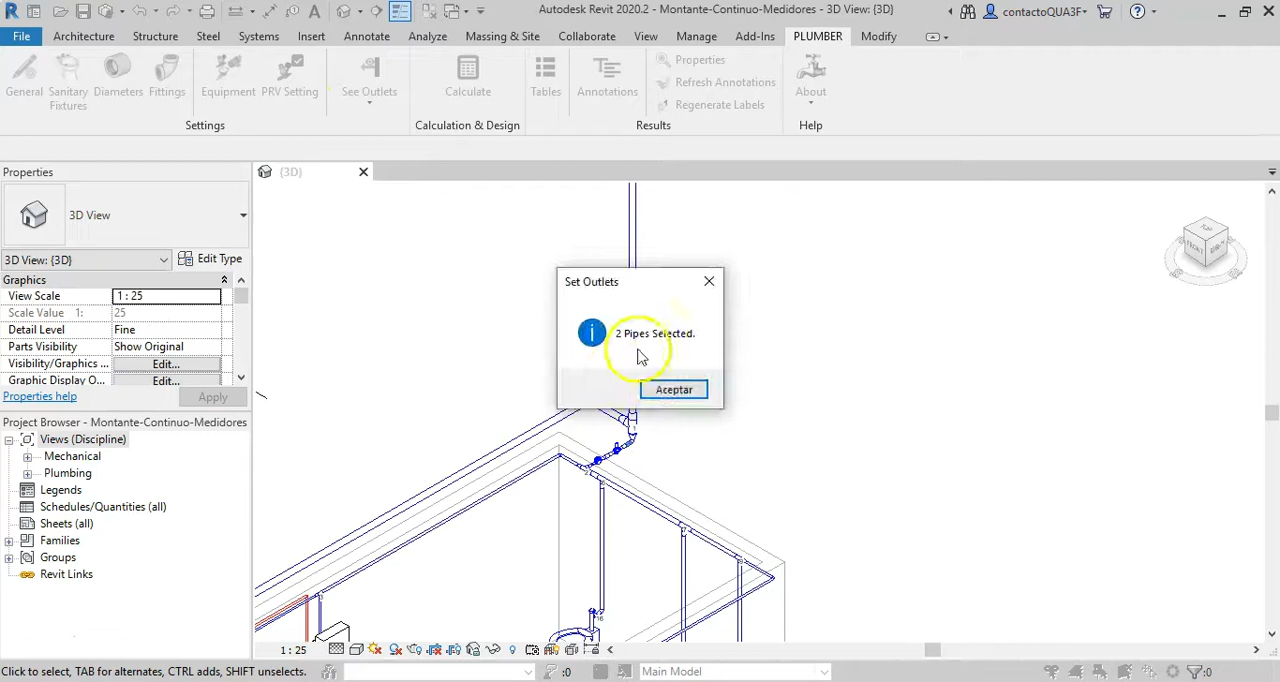 Autodesk Revit 2020.2 - Montante-Continuo-Medidores - 3D View: {3D}
contactoQUA3F
File Architecture Structure Steel Systems Insert Annotate Analyze Massing & Site Collaborate View Manage Add-Ins PLUMBER Modify
General
Sanitary Fixtures
Diameters
Fittings
Equipment
PRV Setting
See Outlets
Calculate
Tables
Annotations
Properties
Refresh Annotations
Regenerate Labels
About
Settings
Calculation & Design
Results
Help
Properties
3D View
3D View: {3D}
Edit Type
Graphics
View Scale 1 : 25
Scale Value 1: 25
Detail Level Fine
Parts Visibility Show Original
Visibility/Graphics ... Edit...
Graphic Display O... Edit...
Properties help
Apply
Project Browser - Montante-Continuo-Medidores
Views (Discipline)
Mechanical
Plumbing
Legends
Schedules/Quantities (all)
Sheets (all)
Families
Groups
Revit Links
{3D}
Set Outlets
2 Pipes Selected.
Aceptar
TOP
FRONT
16
1 : 25
Click to select, TAB for alternates, CTRL adds, SHIFT unselects.
:0
Main Model
:0